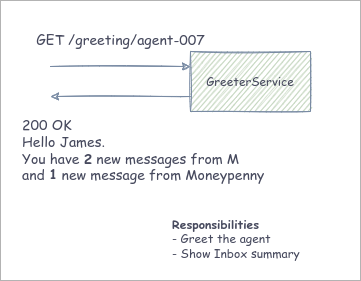 GET /greeting/agent-007
GreeterService
200 OK
Hello James.
You have 2 new messages from M
and 1 new message from Moneypenny
Responsibilities
- Greet the agent
- Show Inbox summary